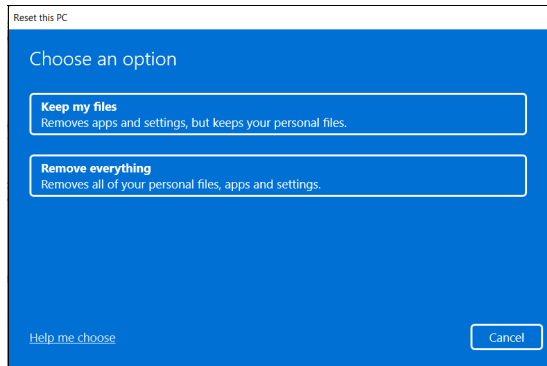 Reset this PC
Choose an option
Keep my files
Removes apps and settings, but keeps your personal files.
Remove everything
Removes all of your personal files, apps and settings.
Help me choose
Cancel